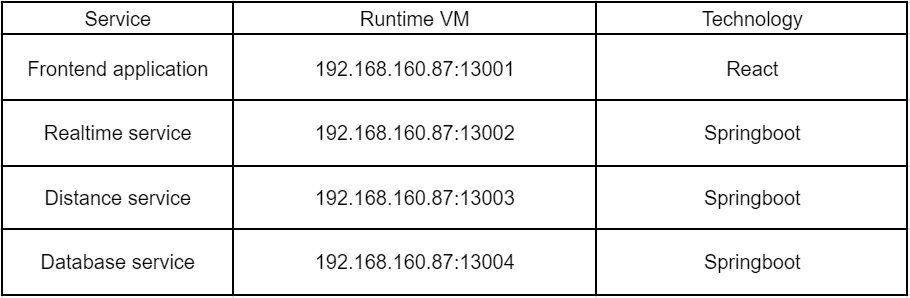 Service Runtime VM Technology
Frontend application 192.168.160.87:13001 React
Realtime service 192.168.160.87:13002 Springboot
Distance service 192.168.160.87:13003 Springboot
Database service 192.168.160.87:13004 Springboot